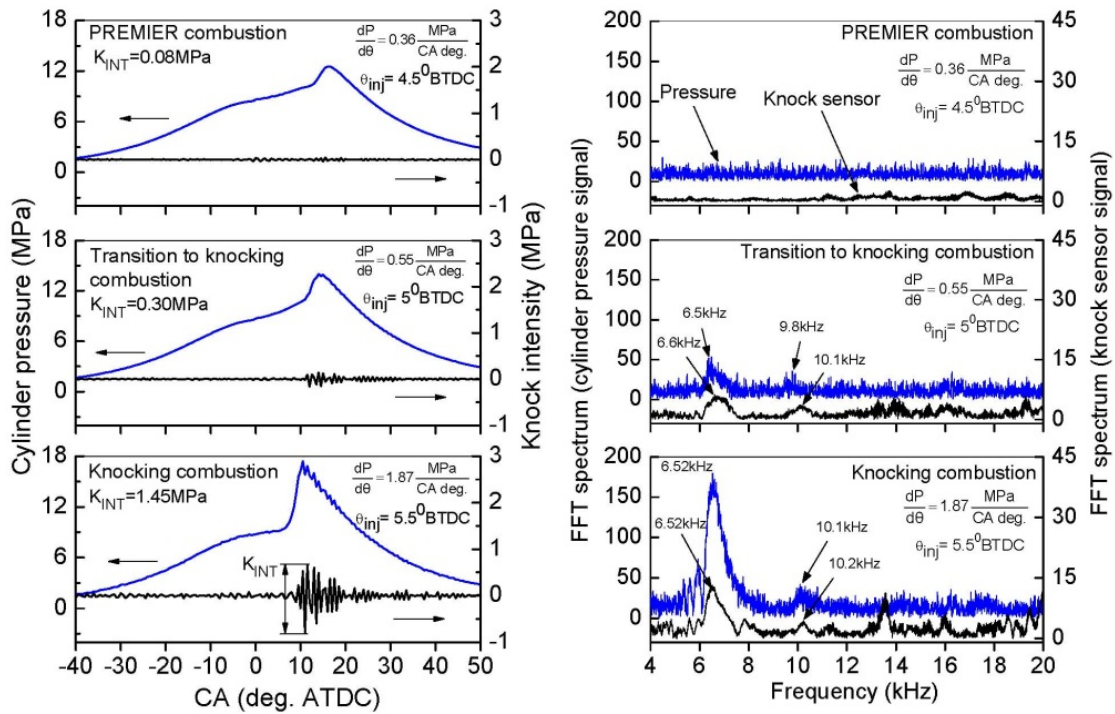 PREMIER combustion
K_INT=0.08MPa
dP/dθ=0.36 MPa/CA deg.
θ_inj= 4.5⁰BTDC
18
12
6
0
3
2
1
0
-1
Transition to knocking
combustion
K_INT=0.30MPa
dP/dθ=0.55 MPa/CA deg.
θ_inj= 5⁰BTDC
18
12
6
0
3
2
1
0
-1
Knocking combustion
K_INT=1.45MPa
dP/dθ=1.87 MPa/CA deg.
θ_inj= 5.5⁰BTDC
K_INT
18
12
6
0
3
2
1
0
-1
-40 -30 -20 -10 0 10 20 30 40 50
CA (deg. ATDC)
Cylinder pressure (MPa)
Knock intensity (MPa)
PREMIER combustion
dP/dθ=0.36 MPa/CA deg.
θ_inj= 4.5⁰BTDC
Pressure
Knock sensor
200
150
100
50
0
45
30
15
0
Transition to knocking combustion
dP/dθ=0.55 MPa/CA deg.
θ_inj= 5⁰BTDC
6.5kHz
6.6kHz
9.8kHz
10.1kHz
200
150
100
50
0
45
30
15
0
Knocking combustion
dP/dθ=1.87 MPa/CA deg.
θ_inj= 5.5⁰BTDC
6.52kHz
6.52kHz
10.1kHz
10.2kHz
200
150
100
50
0
45
30
15
0
4 6 8 10 12 14 16 18 20
Frequency (kHz)
FFT spectrum (cylinder pressure signal)
FFT spectrum (knock sensor signal)